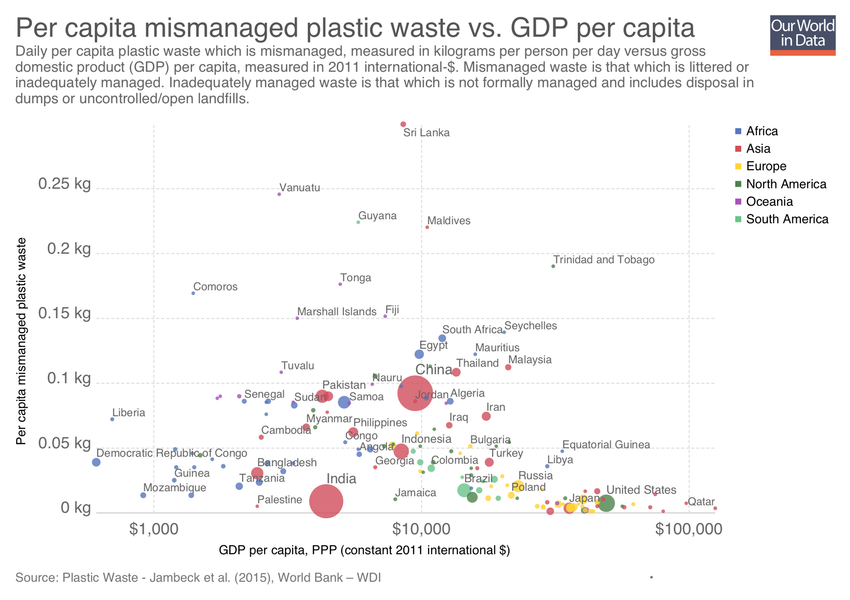 Per capita mismanaged plastic waste vs. GDP per capita
Our World
in Data
Daily per capita plastic waste which is mismanaged, measured in kilograms per person per day versus gross
domestic product (GDP) per capita, measured in 2011 international-$. Mismanaged waste is that which is littered or
inadequately managed. Inadequately managed waste is that which is not formally managed and includes disposal in
dumps or uncontrolled/open landfills.
Africa
Asia
Europe
North America
Oceania
South America
Sri Lanka
0.25 kg
Vanuatu
Guyana
Maldives
0.2 kg
Trinidad and Tobago
Tonga
Comoros
Marshall Islands
Fiji
0.15 kg
South Africa
Seychelles
Egypt
Mauritius
Thailand
Malaysia
Tuvalu
China
Nauru
0.1 kg
Pakistan
Senegal
Sudan
Samoa
Jordan
Algeria
Liberia
Iran
Myanmar
Philippines
Iraq
Cambodia
Congo
Indonesia
Bulgaria
Equatorial Guinea
0.05 kg
Democratic Republic of Congo
Angola
Turkey
Bangladesh
Georgia
Colombia
Libya
Guinea
Tanzania
India
Brazil
Russia
Mozambique
Poland
Palestine
Jamaica
Japan
United States
Qatar
0 kg
$1,000
$10,000
$100,000
Per capita mismanaged plastic waste
GDP per capita, PPP (constant 2011 international $)
Source: Plastic Waste - Jambeck et al. (2015), World Bank – WDI